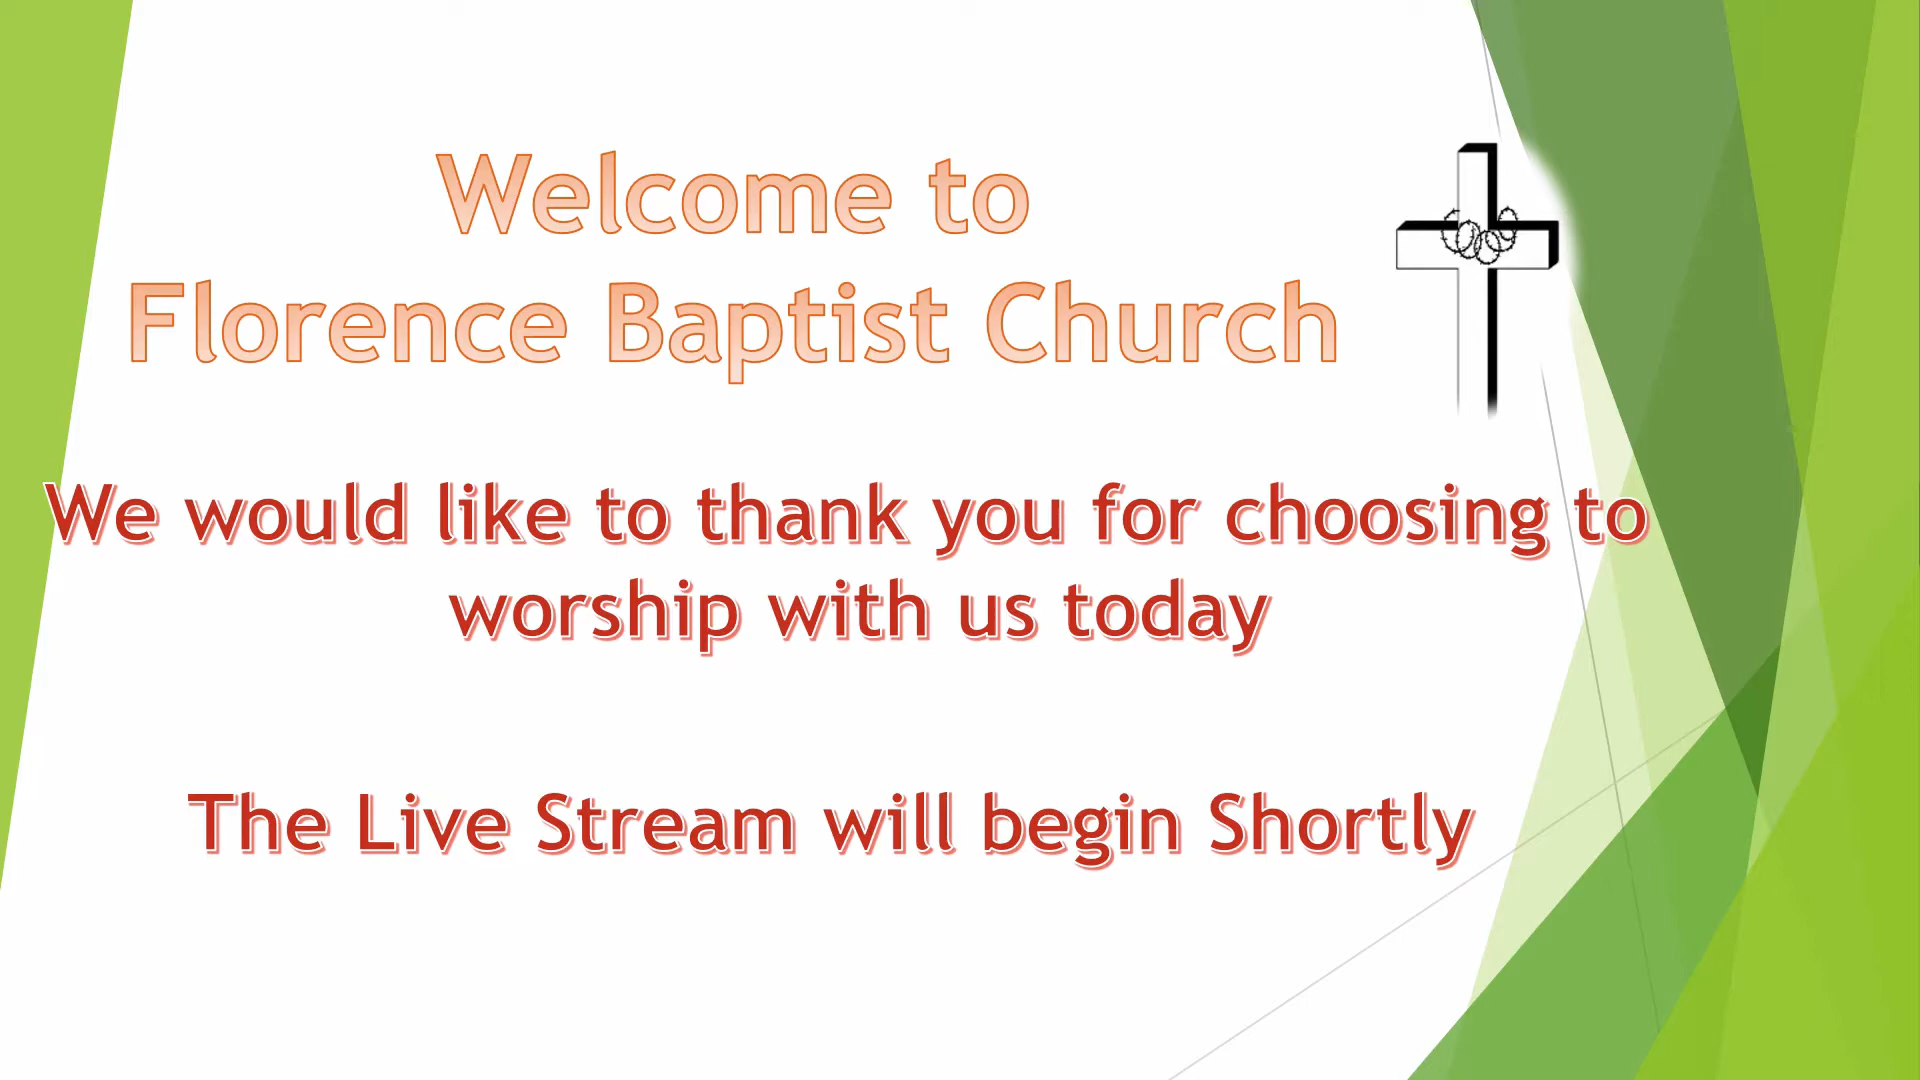 Welcome to
Florence Baptist Church
We would like to thank you for choosing to
worship with us today
The Live Stream will begin Shortly